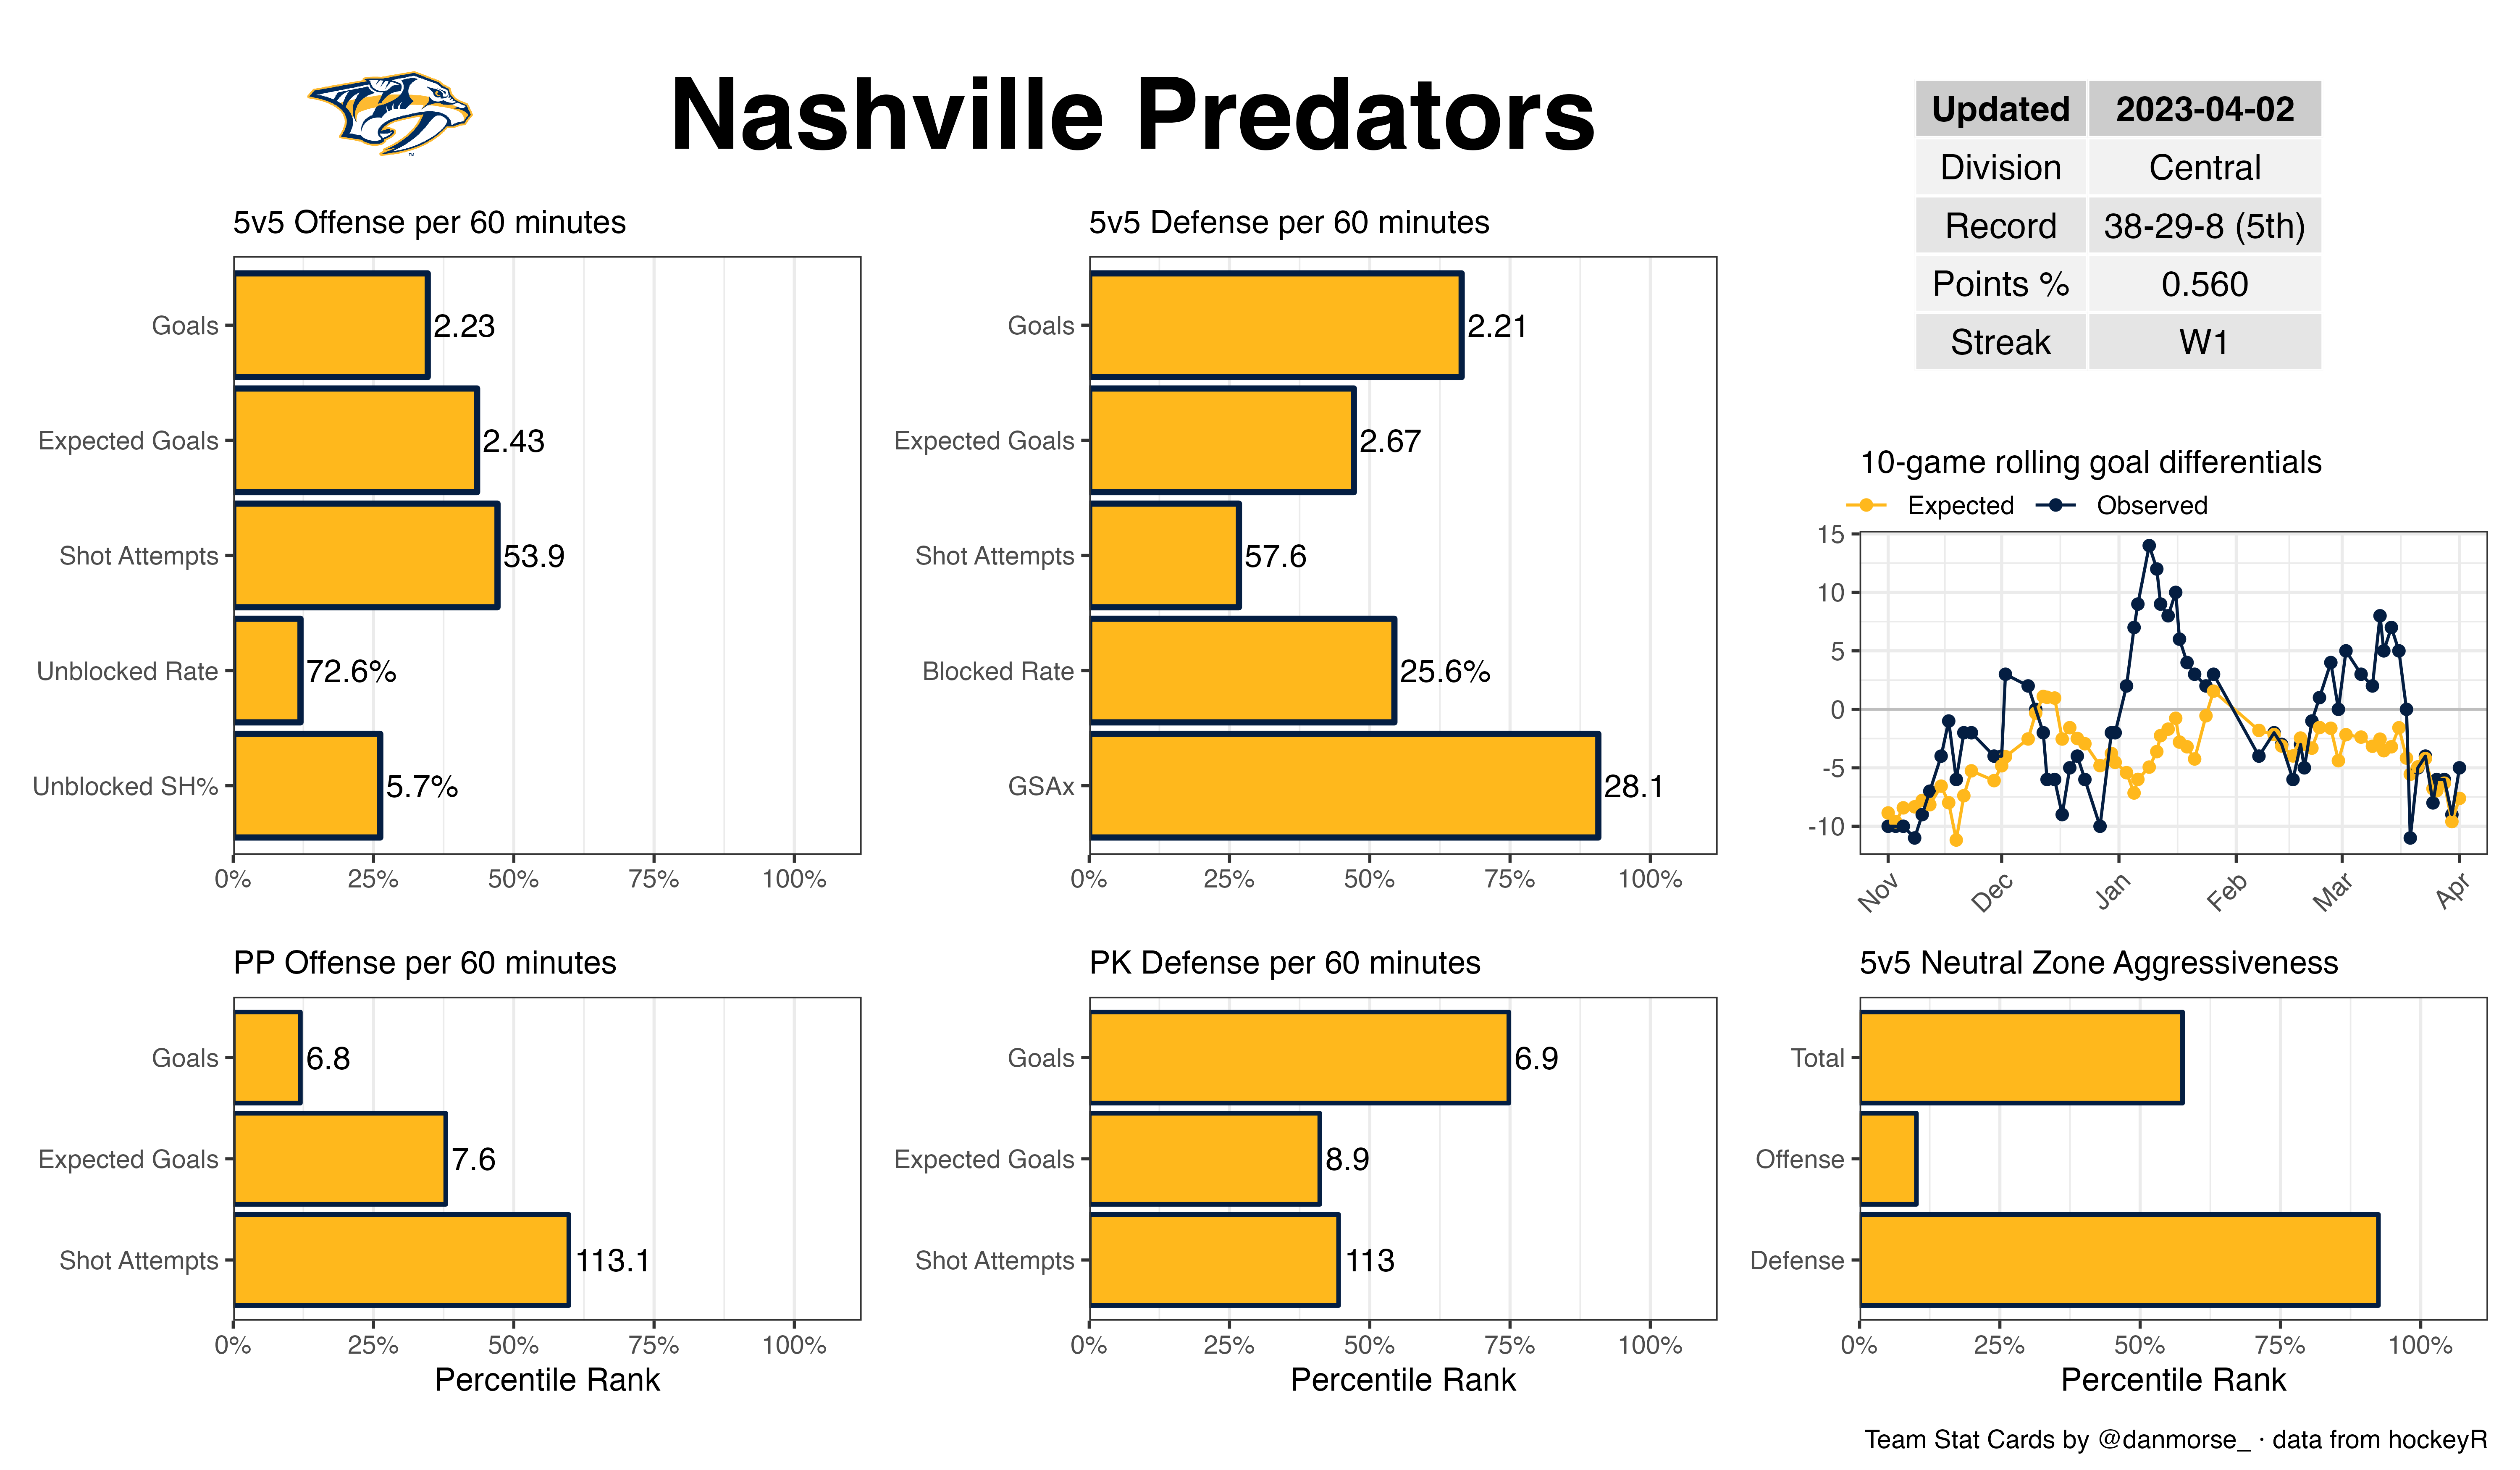 Nashville Predators
Updated 2023-04-02
Division Central
Record 38-29-8 (5th)
Points % 0.560
Streak W1
5v5 Offense per 60 minutes
Goals 2.23
Expected Goals 2.43
Shot Attempts 53.9
Unblocked Rate 72.6%
Unblocked SH% 5.7%
0% 25% 50% 75% 100%
5v5 Defense per 60 minutes
Goals 2.21
Expected Goals 2.67
Shot Attempts 57.6
Blocked Rate 25.6%
GSAx 28.1
0% 25% 50% 75% 100%
10-game rolling goal differentials
Expected Observed
15
10
5
0
-5
-10
Nov Dec Jan Feb Mar Apr
PP Offense per 60 minutes
Goals 6.8
Expected Goals 7.6
Shot Attempts 113.1
0% 25% 50% 75% 100%
Percentile Rank
PK Defense per 60 minutes
Goals 6.9
Expected Goals 8.9
Shot Attempts 113
0% 25% 50% 75% 100%
Percentile Rank
5v5 Neutral Zone Aggressiveness
Total
Offense
Defense
0% 25% 50% 75% 100%
Percentile Rank
Team Stat Cards by @danmorse_ · data from hockeyR